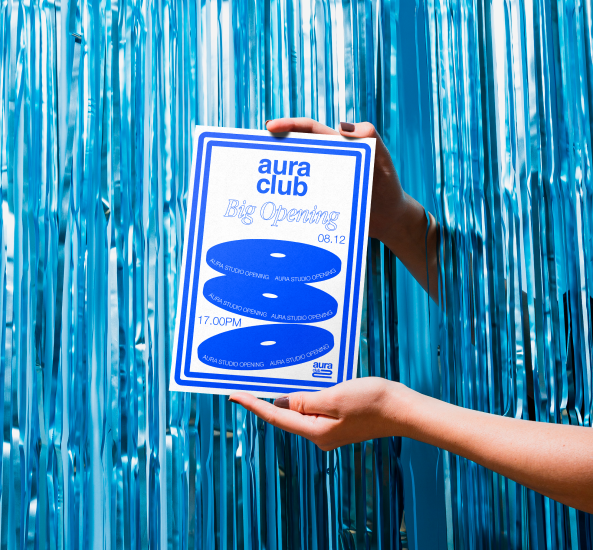 aura
club
Big Opening
08.12
AURA STUDIO OPENING AURA STUDIO OPENING
AURA STUDIO OPENING AURA STUDIO OPENING
17.00PM
AURA STUDIO OPENING AURA STUDIO OPENING
aura